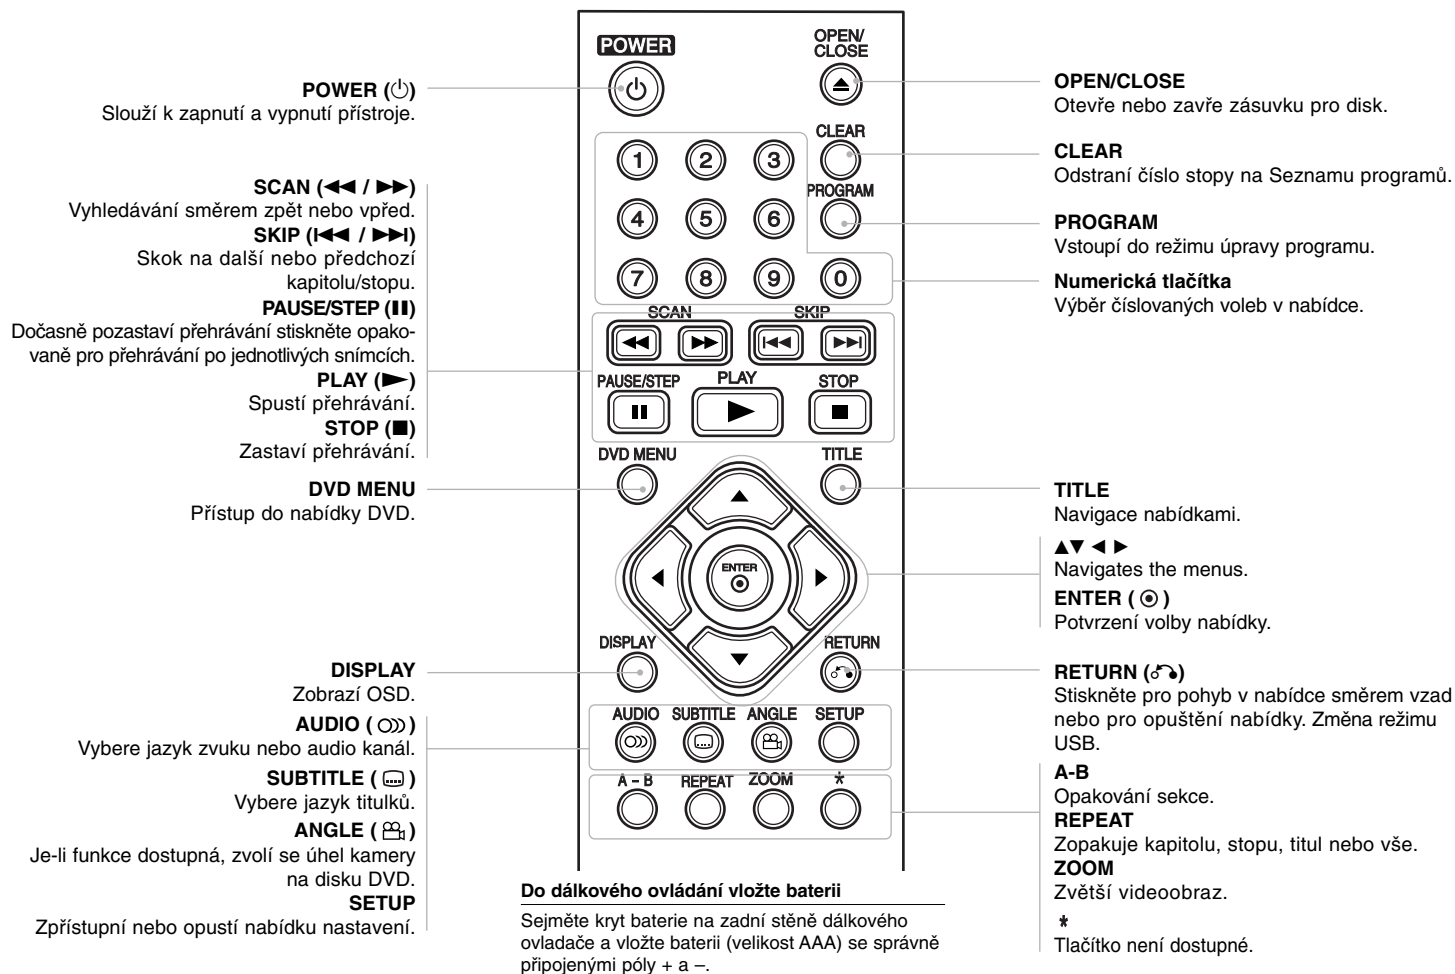 POWER (⏻)
Slouží k zapnutí a vypnutí přístroje.
SCAN (◀◀ / ▶▶)
Vyhledávání směrem zpět nebo vpřed.
SKIP (I◀◀ / ▶▶I)
Skok na další nebo předchozí
kapitolu/stopu.
PAUSE/STEP (II)
Dočasně pozastaví přehrávání stiskněte opako-
vaně pro přehrávání po jednotlivých snímcích.
PLAY (▶)
Spustí přehrávání.
STOP (■)
Zastaví přehrávání.
DVD MENU
Přístup do nabídky DVD.
DISPLAY
Zobrazí OSD.
AUDIO ( )
Vybere jazyk zvuku nebo audio kanál.
SUBTITLE ( )
Vybere jazyk titulků.
ANGLE ( )
Je-li funkce dostupná, zvolí se úhel kamery
na disku DVD.
SETUP
Zpřístupní nebo opustí nabídku nastavení.
POWER
OPEN/
CLOSE
CLEAR
1 2 3
PROGRAM
4 5 6
7 8 9 0
SCAN SKIP
PAUSE/STEP PLAY STOP
DVD MENU TITLE
ENTER
DISPLAY RETURN
AUDIO SUBTITLE ANGLE SETUP
A – B REPEAT ZOOM *
Do dálkového ovládání vložte baterii
Sejměte kryt baterie na zadní stěně dálkového
ovladače a vložte baterii (velikost AAA) se správně
připojenými póly + a –.
OPEN/CLOSE
Otevře nebo zavře zásuvku pro disk.
CLEAR
Odstraní číslo stopy na Seznamu programů.
PROGRAM
Vstoupí do režimu úpravy programu.
Numerická tlačítka
Výběr číslovaných voleb v nabídce.
TITLE
Navigace nabídkami.
▲▼ ◀ ▶
Navigates the menus.
ENTER ( ◉ )
Potvrzení volby nabídky.
RETURN ( )
Stiskněte pro pohyb v nabídce směrem vzad
nebo pro opuštění nabídky. Změna režimu
USB.
A-B
Opakování sekce.
REPEAT
Zopakuje kapitolu, stopu, titul nebo vše.
ZOOM
Zvětší videoobraz.
*
Tlačítko není dostupné.